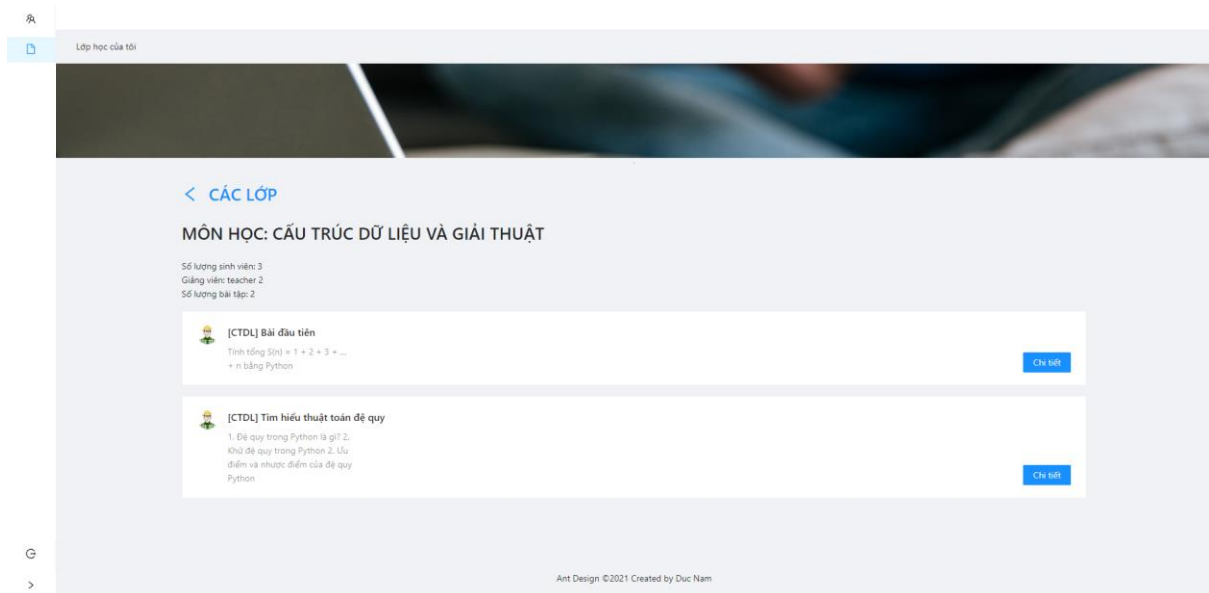 Lớp học của tôi
CÁC LỚP
MÔN HỌC: CẤU TRÚC DỮ LIỆU VÀ GIẢI THUẬT
Số lượng sinh viên: 3
Giảng viên: teacher 2
Số lượng bài tập: 2
[CTDL] Bài đầu tiên
Tính tổng S(n) = 1 + 2 + 3 + ...
+ n bằng Python
Chi tiết
[CTDL] Tìm hiểu thuật toán đệ quy
1. Đệ quy trong Python là gì? 2.
Khử đệ quy trong Python 2. Ưu
điểm và nhược điểm của đệ quy
Python
Chi tiết
Ant Design ©2021 Created by Duc Nam